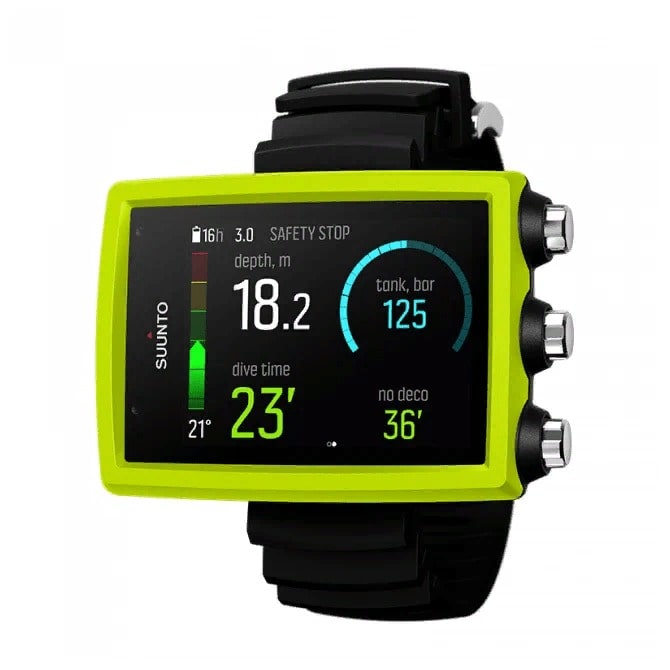 16h 3.0 SAFETY STOP
depth, m
18.2
tank, bar
125
SUUNTO
dive time
23′
no deco
36′
21°